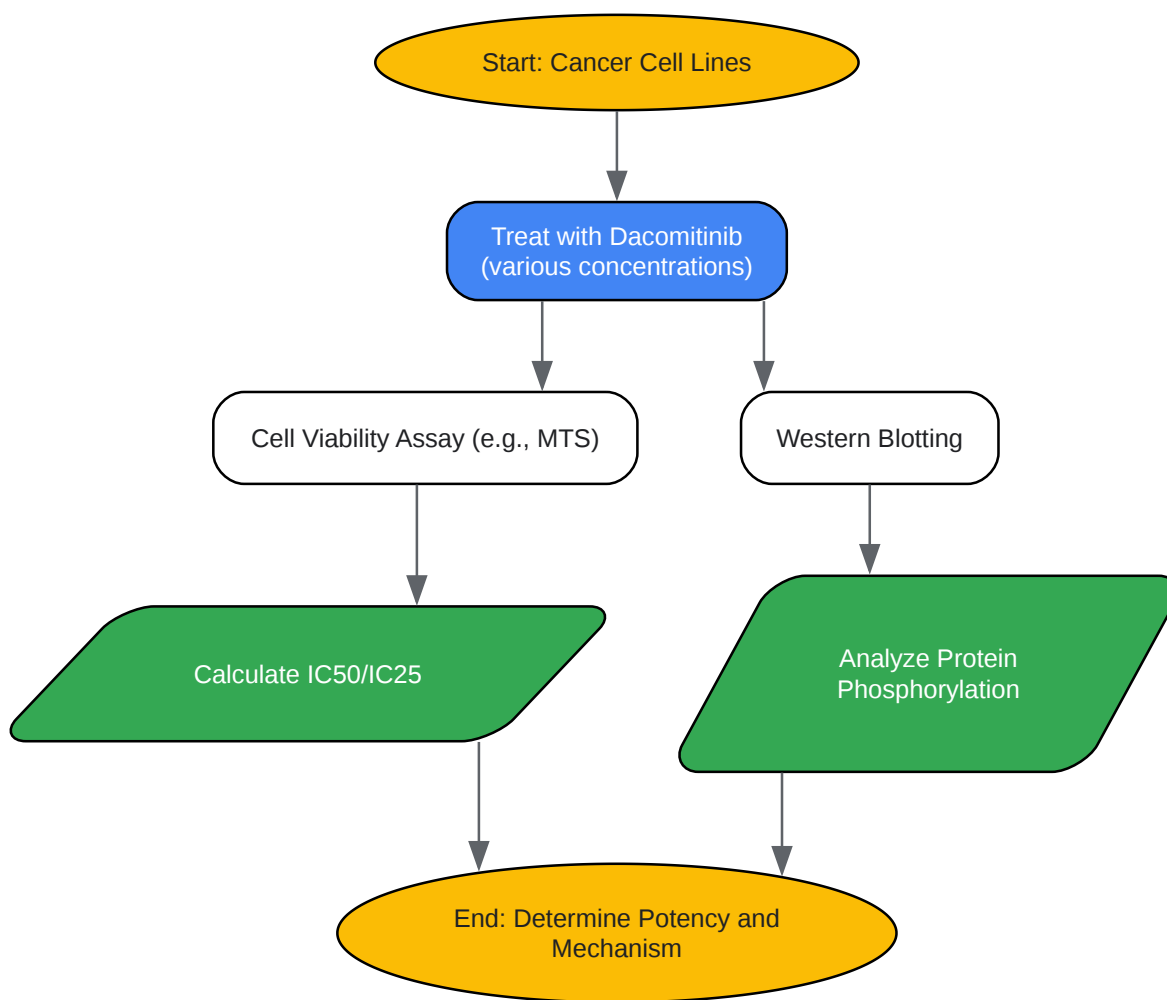 Start: Cancer Cell Lines
Treat with Dacomitinib
(various concentrations)
Cell Viability Assay (e.g., MTS)
Western Blotting
Calculate IC50/IC25
Analyze Protein
Phosphorylation
End: Determine Potency and
Mechanism